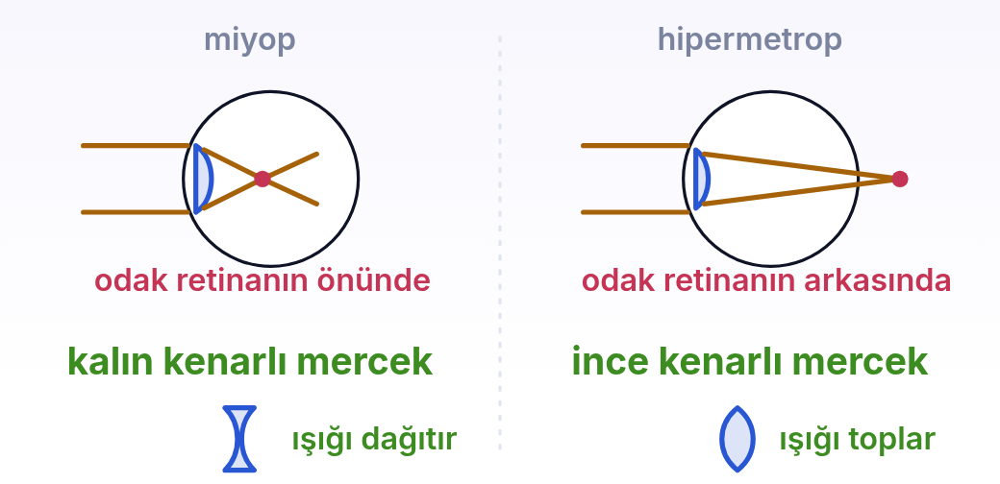 miyop
odak retinanın önünde
kalın kenarlı mercek
ışığı dağıtır
hipermetrop
odak retinanın arkasında
ince kenarlı mercek
ışığı toplar